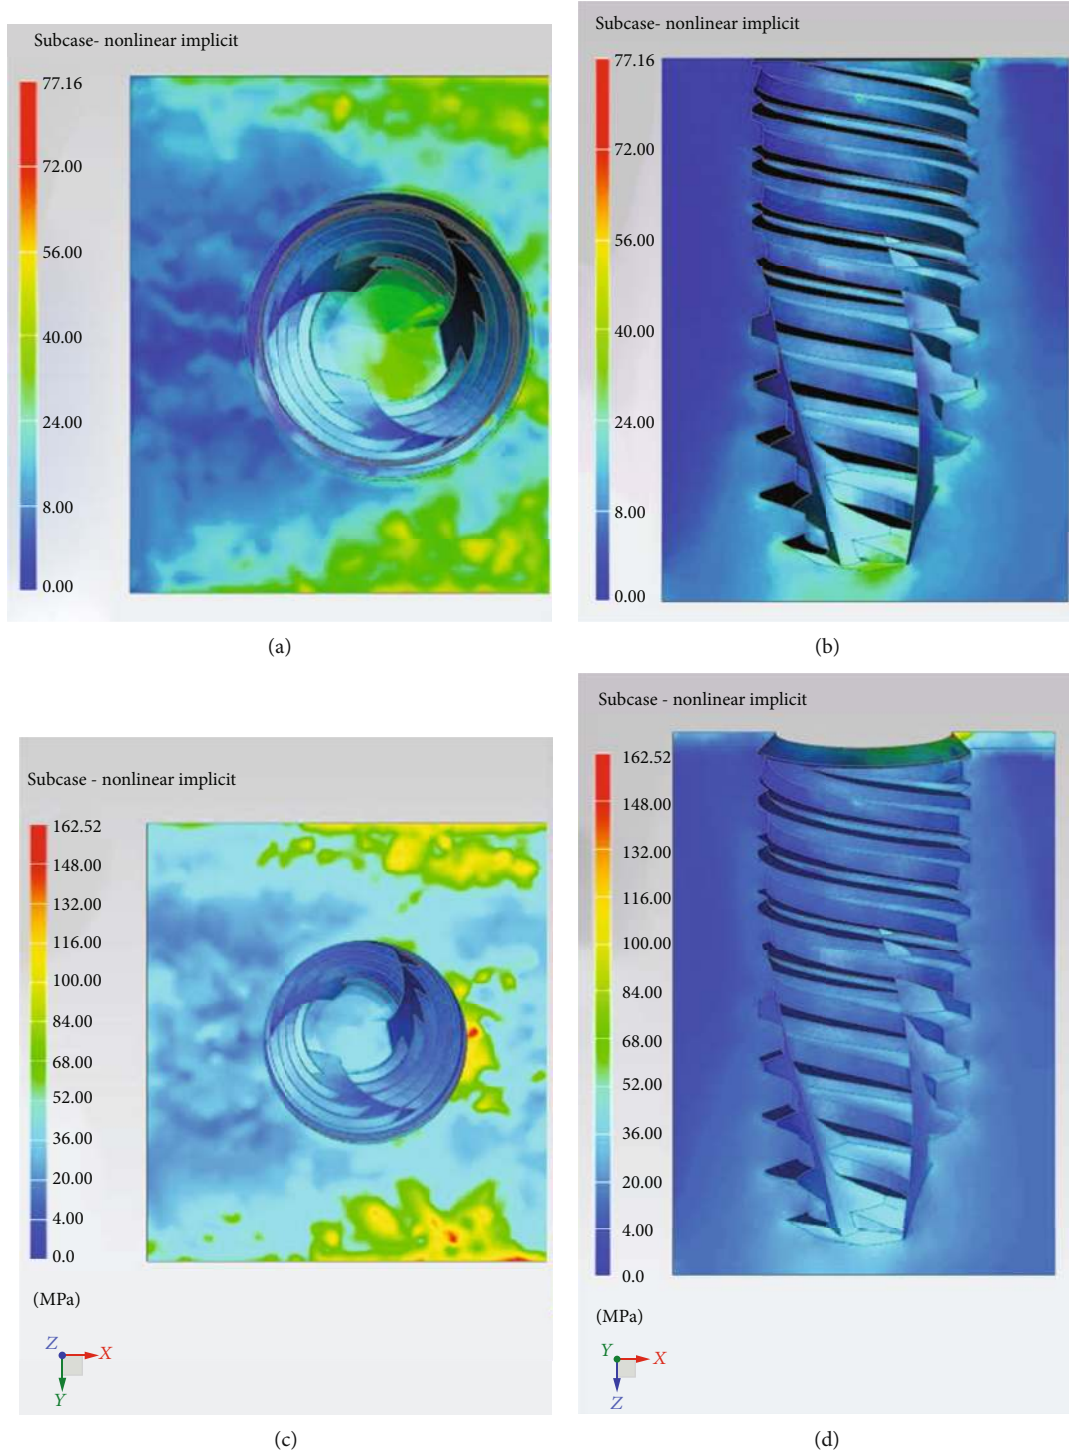 Subcase- nonlinear implicit
77.16
72.00
56.00
40.00
24.00
8.00
0.00
(a)
Subcase- nonlinear implicit
77.16
72.00
56.00
40.00
24.00
8.00
0.00
(b)
Subcase - nonlinear implicit
162.52
148.00
132.00
116.00
100.00
84.00
68.00
52.00
36.00
20.00
4.00
0.0
(MPa)
Z
X
Y
(c)
Subcase - nonlinear implicit
162.52
148.00
132.00
116.00
100.00
84.00
68.00
52.00
36.00
20.00
4.00
0.0
(MPa)
Y
X
Z
(d)